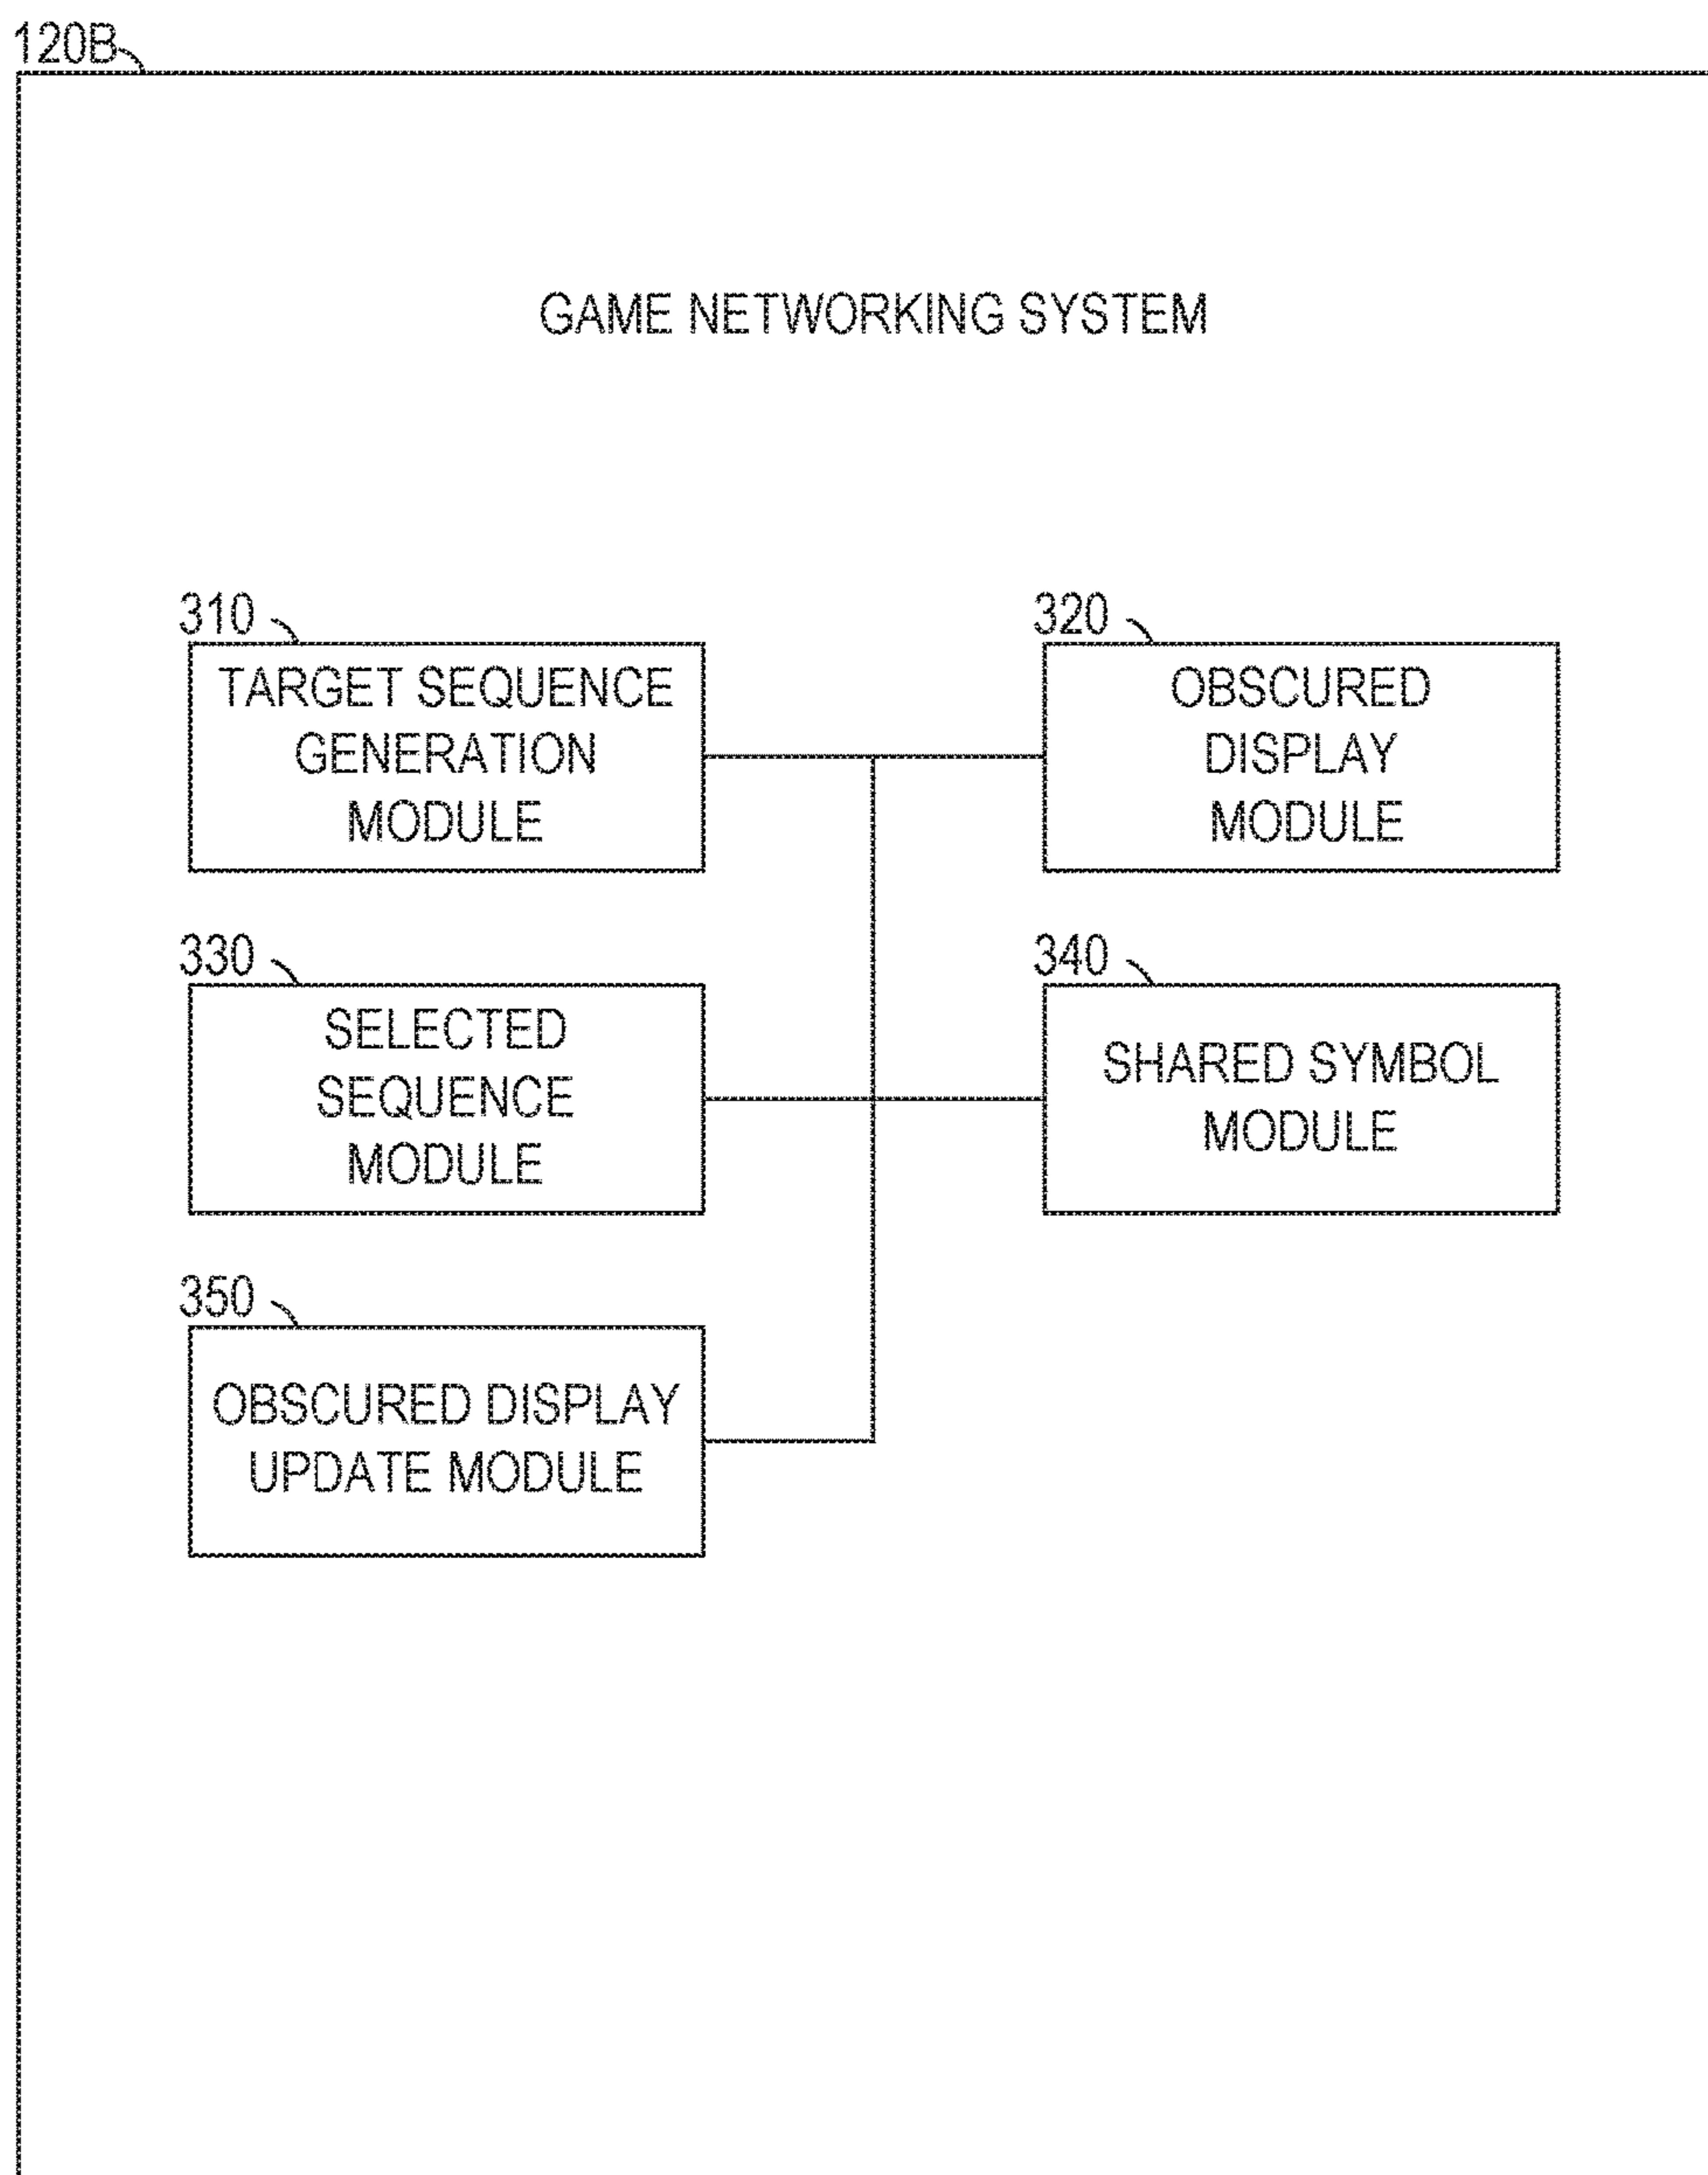 120B
GAME NETWORKING SYSTEM
310
TARGET SEQUENCE
GENERATION
MODULE
320
OBSCURED
DISPLAY
MODULE
330
SELECTED
SEQUENCE
MODULE
340
SHARED SYMBOL
MODULE
350
OBSCURED DISPLAY
UPDATE MODULE